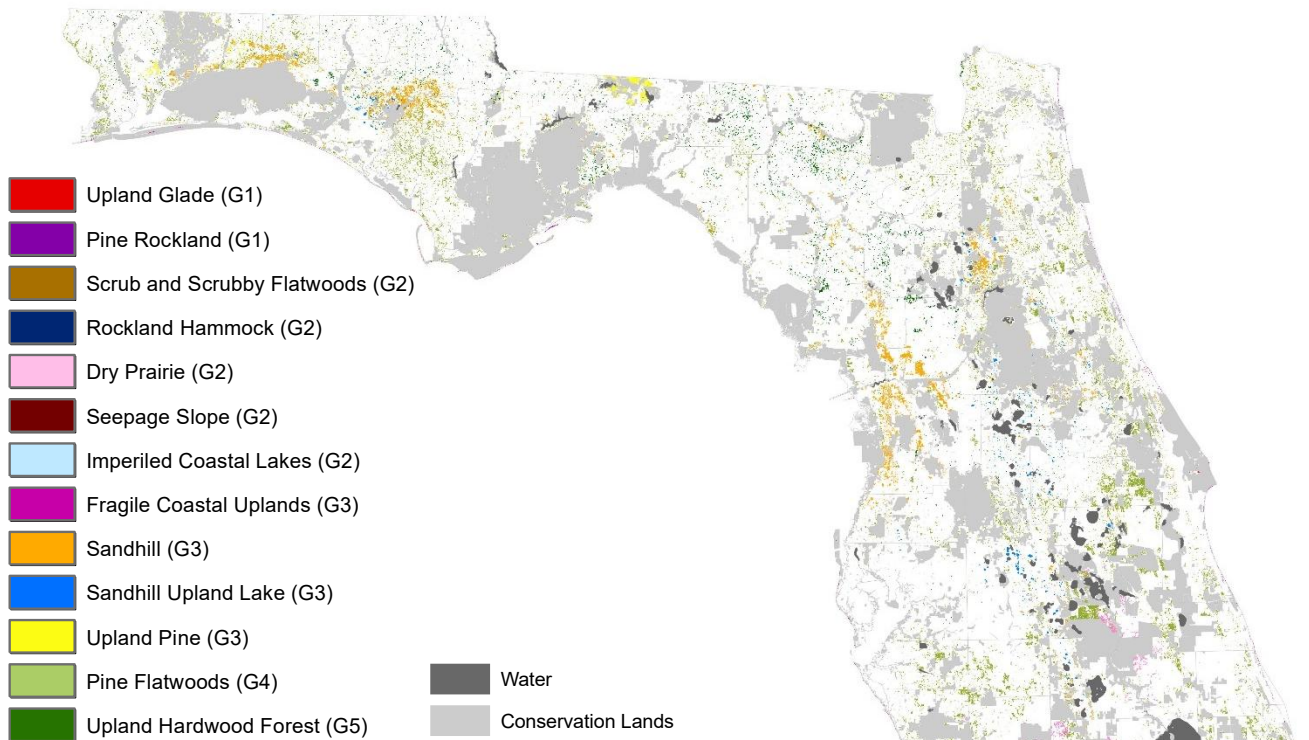 Upland Glade (G1)
Pine Rockland (G1)
Scrub and Scrubby Flatwoods (G2)
Rockland Hammock (G2)
Dry Prairie (G2)
Seepage Slope (G2)
Imperiled Coastal Lakes (G2)
Fragile Coastal Uplands (G3)
Sandhill (G3)
Sandhill Upland Lake (G3)
Upland Pine (G3)
Pine Flatwoods (G4)
Upland Hardwood Forest (G5)
Water
Conservation Lands